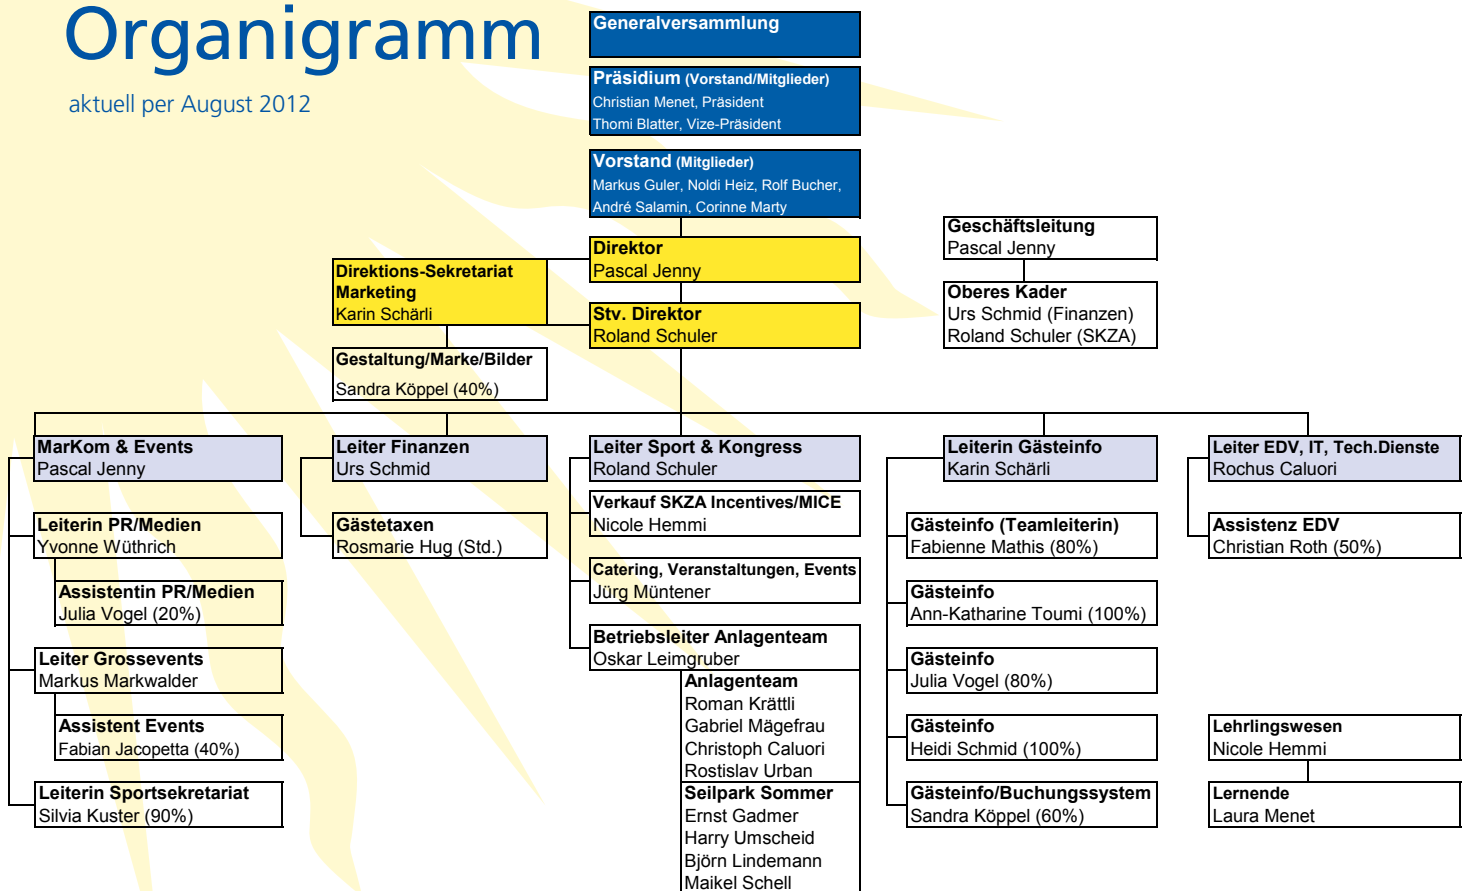 Organigramm
aktuell per August 2012
Generalversammlung
Präsidium (Vorstand/Mitglieder)
Christian Menet, Präsident
Thomi Blatter, Vize-Präsident
Vorstand (Mitglieder)
Markus Guler, Noldi Heiz, Rolf Bucher,
André Salamin, Corinne Marty
Direktor
Pascal Jenny
Geschäftsleitung
Pascal Jenny
Direktions-Sekretariat
Marketing
Karin Schärli
Stv. Direktor
Roland Schuler
Oberes Kader
Urs Schmid (Finanzen)
Roland Schuler (SKZA)
Gestaltung/Marke/Bilder
Sandra Köppel (40%)
MarKom & Events
Pascal Jenny
Leiterin PR/Medien
Yvonne Wüthrich
Assistentin PR/Medien
Julia Vogel (20%)
Leiter Grossevents
Markus Markwalder
Assistent Events
Fabian Jacopetta (40%)
Leiterin Sportsekretariat
Silvia Kuster (90%)
Leiter Finanzen
Urs Schmid
Gästetaxen
Rosmarie Hug (Std.)
Leiter Sport & Kongress
Roland Schuler
Verkauf SKZA Incentives/MICE
Nicole Hemmi
Catering, Veranstaltungen, Events
Jürg Müntener
Betriebsleiter Anlagenteam
Oskar Leimgruber
Anlagenteam
Roman Krättli
Gabriel Mägefrau
Christoph Caluori
Rostislav Urban
Seilpark Sommer
Ernst Gadmer
Harry Umscheid
Björn Lindemann
Maikel Schell
Leiterin Gästeinfo
Karin Schärli
Gästeinfo (Teamleiterin)
Fabienne Mathis (80%)
Gästeinfo
Ann-Katharine Toumi (100%)
Gästeinfo
Julia Vogel (80%)
Gästeinfo
Heidi Schmid (100%)
Gästeinfo/Buchungssystem
Sandra Köppel (60%)
Leiter EDV, IT, Tech.Dienste
Rochus Caluori
Assistenz EDV
Christian Roth (50%)
Lehrlingswesen
Nicole Hemmi
Lernende
Laura Menet